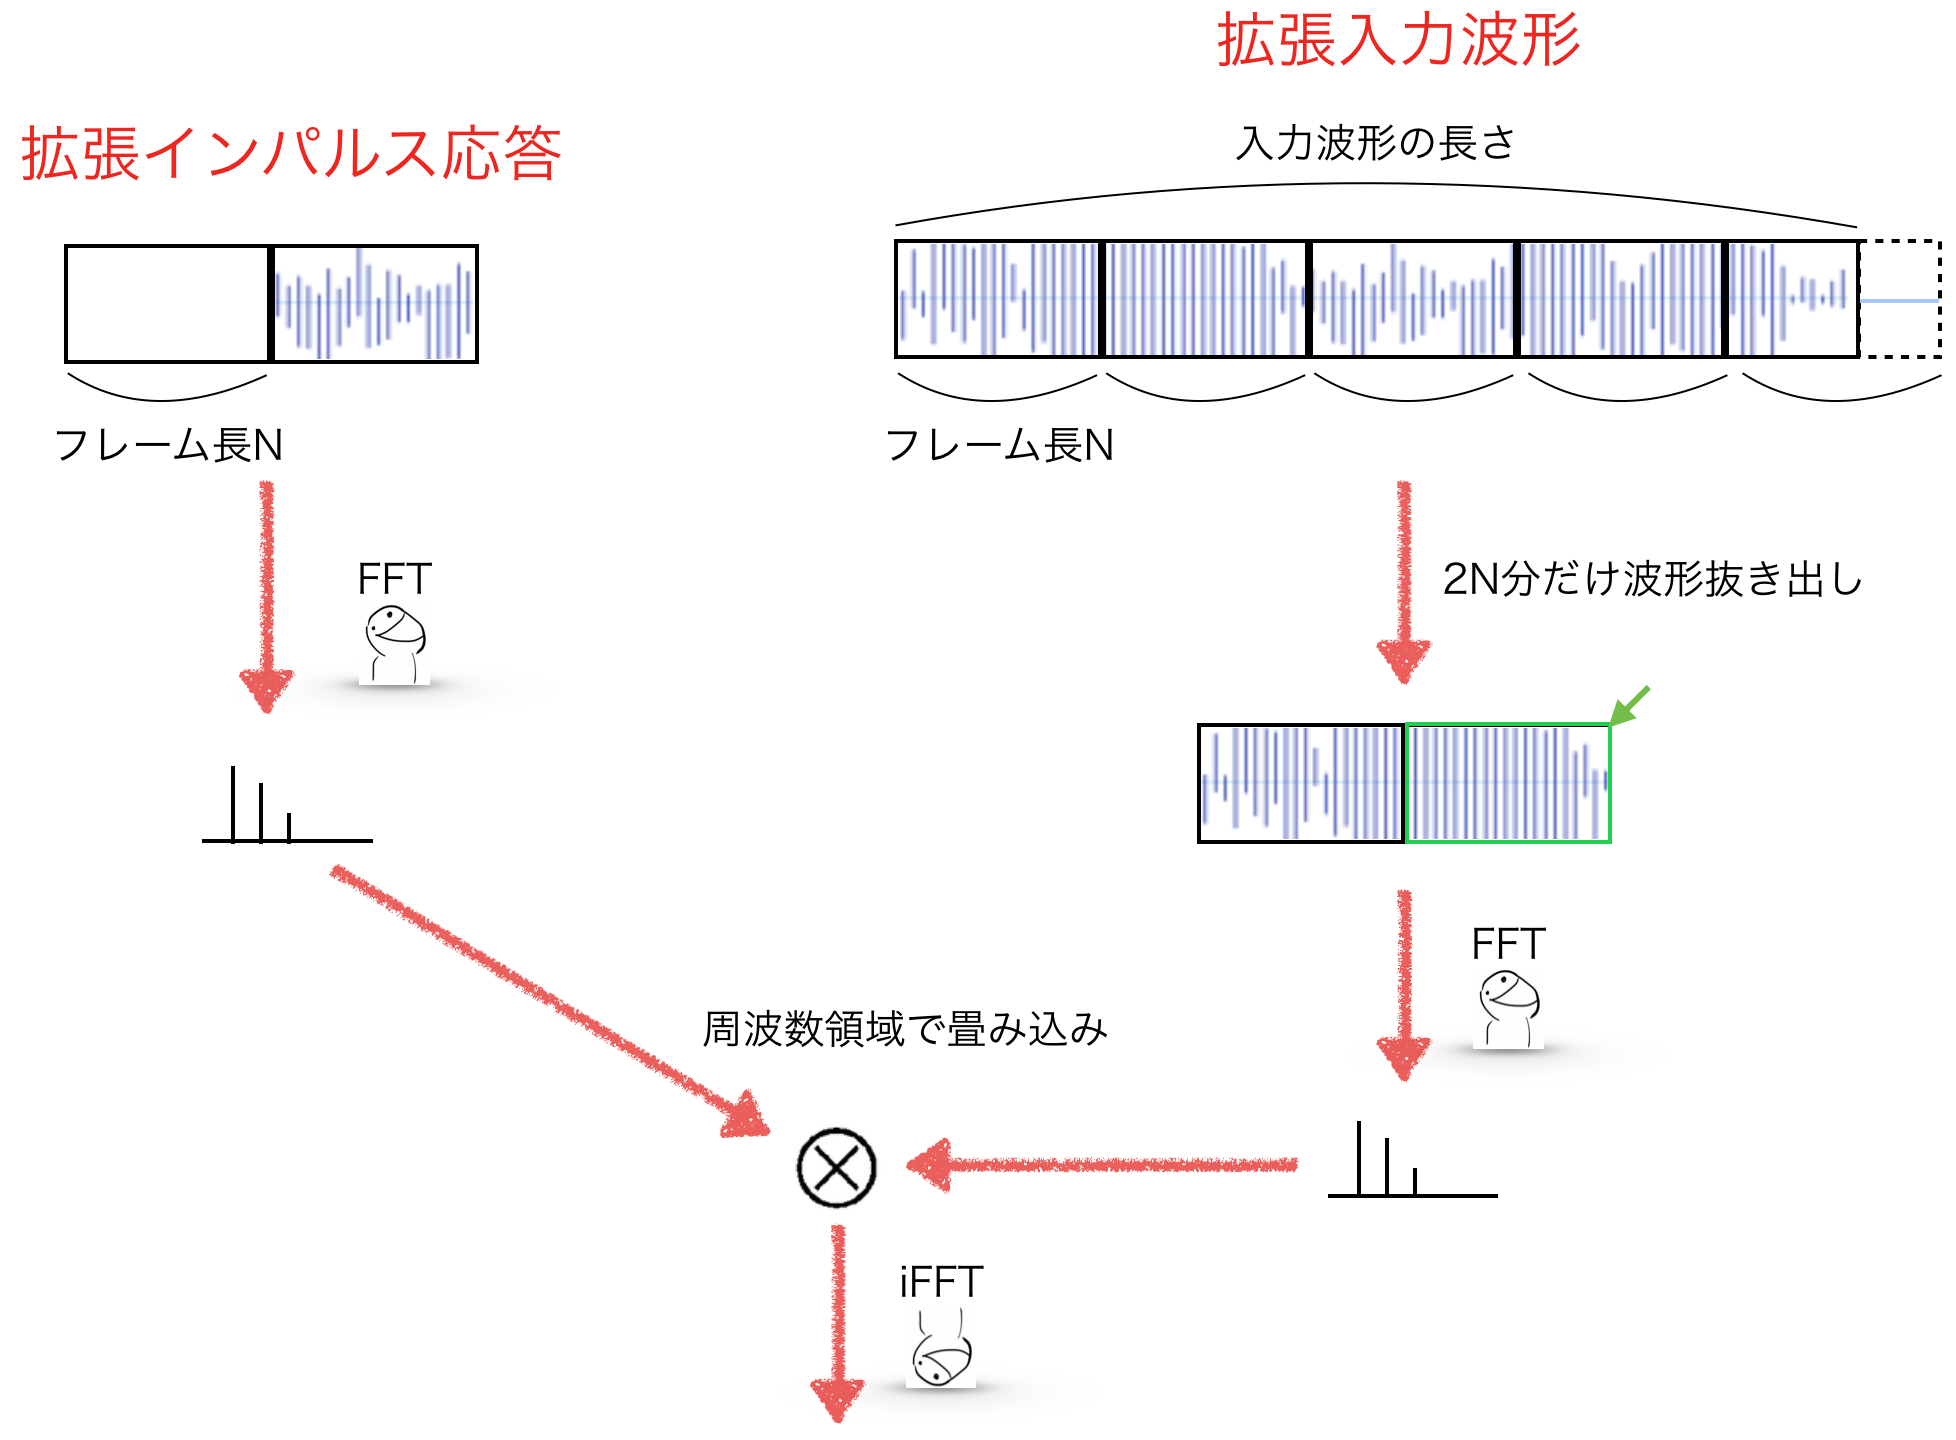 拡張入力波形
拡張インパルス応答
入力波形の長さ
フレーム長N
フレーム長N
FFT
2N分だけ波形抜き出し
FFT
周波数領域で畳み込み
iFFT